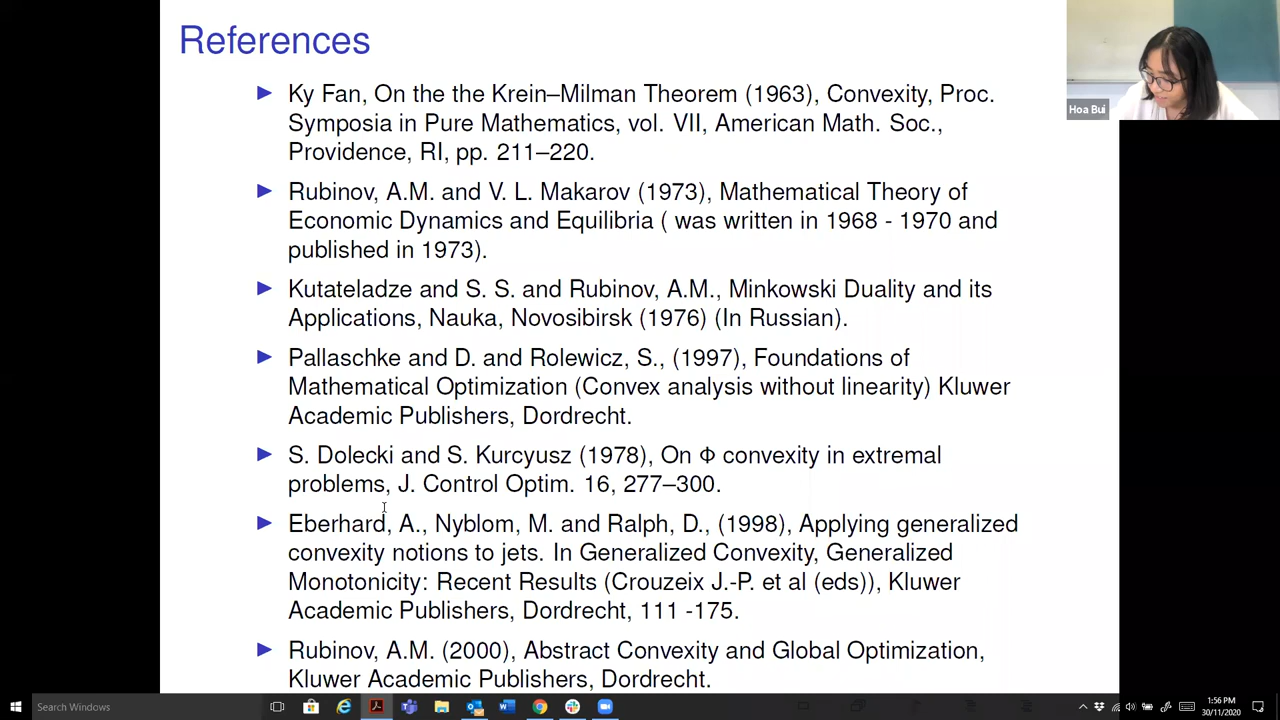 References
Hoa Bui
Ky Fan, On the the Krein–Milman Theorem (1963), Convexity, Proc.
Symposia in Pure Mathematics, vol. VII, American Math. Soc.,
Providence, RI, pp. 211–220.
Rubinov, A.M. and V. L. Makarov (1973), Mathematical Theory of
Economic Dynamics and Equilibria ( was written in 1968 - 1970 and
published in 1973).
Kutateladze and S. S. and Rubinov, A.M., Minkowski Duality and its
Applications, Nauka, Novosibirsk (1976) (In Russian).
Pallaschke and D. and Rolewicz, S., (1997), Foundations of
Mathematical Optimization (Convex analysis without linearity) Kluwer
Academic Publishers, Dordrecht.
S. Dolecki and S. Kurcyusz (1978), On Φ convexity in extremal
problems, J. Control Optim. 16, 277–300.
Eberhard, A., Nyblom, M. and Ralph, D., (1998), Applying generalized
convexity notions to jets. In Generalized Convexity, Generalized
Monotonicity: Recent Results (Crouzeix J.-P. et al (eds)), Kluwer
Academic Publishers, Dordrecht, 111 -175.
Rubinov, A.M. (2000), Abstract Convexity and Global Optimization,
Kluwer Academic Publishers, Dordrecht.
Search Windows
1:56 PM
30/11/2020